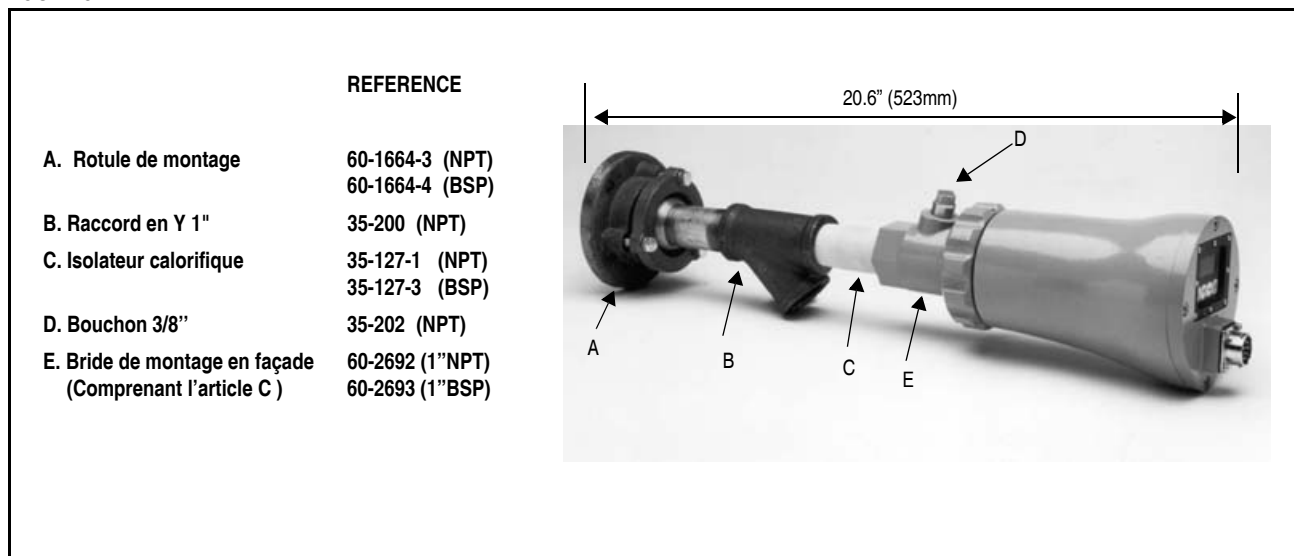 REFERENCE
A. Rotule de montage 60-1664-3 (NPT)
60-1664-4 (BSP)
B. Raccord en Y 1" 35-200 (NPT)
C. Isolateur calorifique 35-127-1 (NPT)
35-127-3 (BSP)
D. Bouchon 3/8’’ 35-202 (NPT)
E. Bride de montage en façade 60-2692 (1”NPT)
(Comprenant l’article C ) 60-2693 (1”BSP)
20.6” (523mm)
D
A
B
C
E